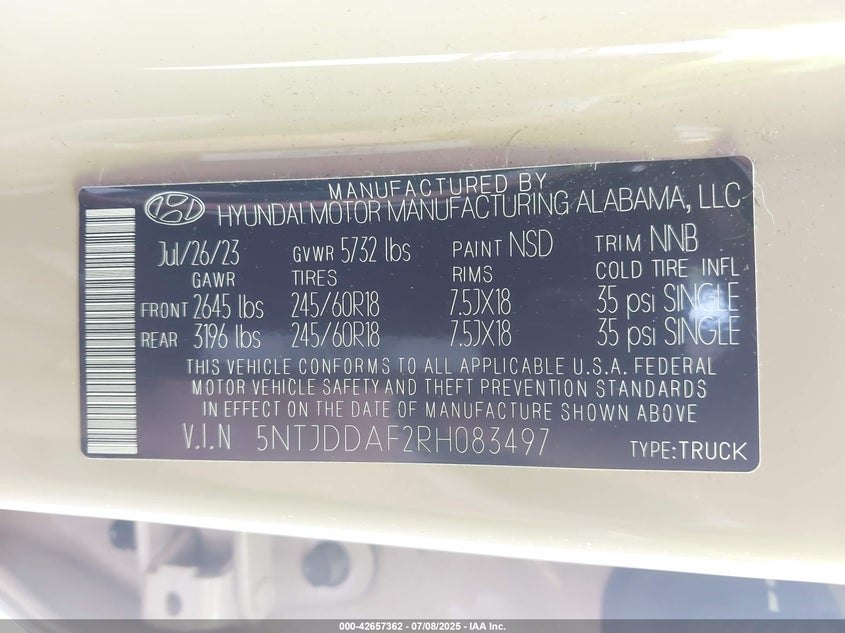 MANUFACTURED BY
HYUNDAI MOTOR MANUFACTURING ALABAMA, LLC
Jul/26/23 GVWR 5732 lbs PAINT NSD TRIM NNB
GAWR TIRES RIMS COLD TIRE INFL
FRONT 2645 lbs 245/60R18 7.5JX18 35 psi SINGLE
REAR 3196 lbs 245/60R18 7.5JX18 35 psi SINGLE
THIS VEHICLE CONFORMS TO ALL APPLICABLE U.S.A. FEDERAL
MOTOR VEHICLE SAFETY AND THEFT PREVENTION STANDARDS
IN EFFECT ON THE DATE OF MANUFACTURE SHOWN ABOVE
V.I.N 5NTJDDAF2RH083497 TYPE:TRUCK
000-42657362 - 07/08/2025 - IAA Inc.